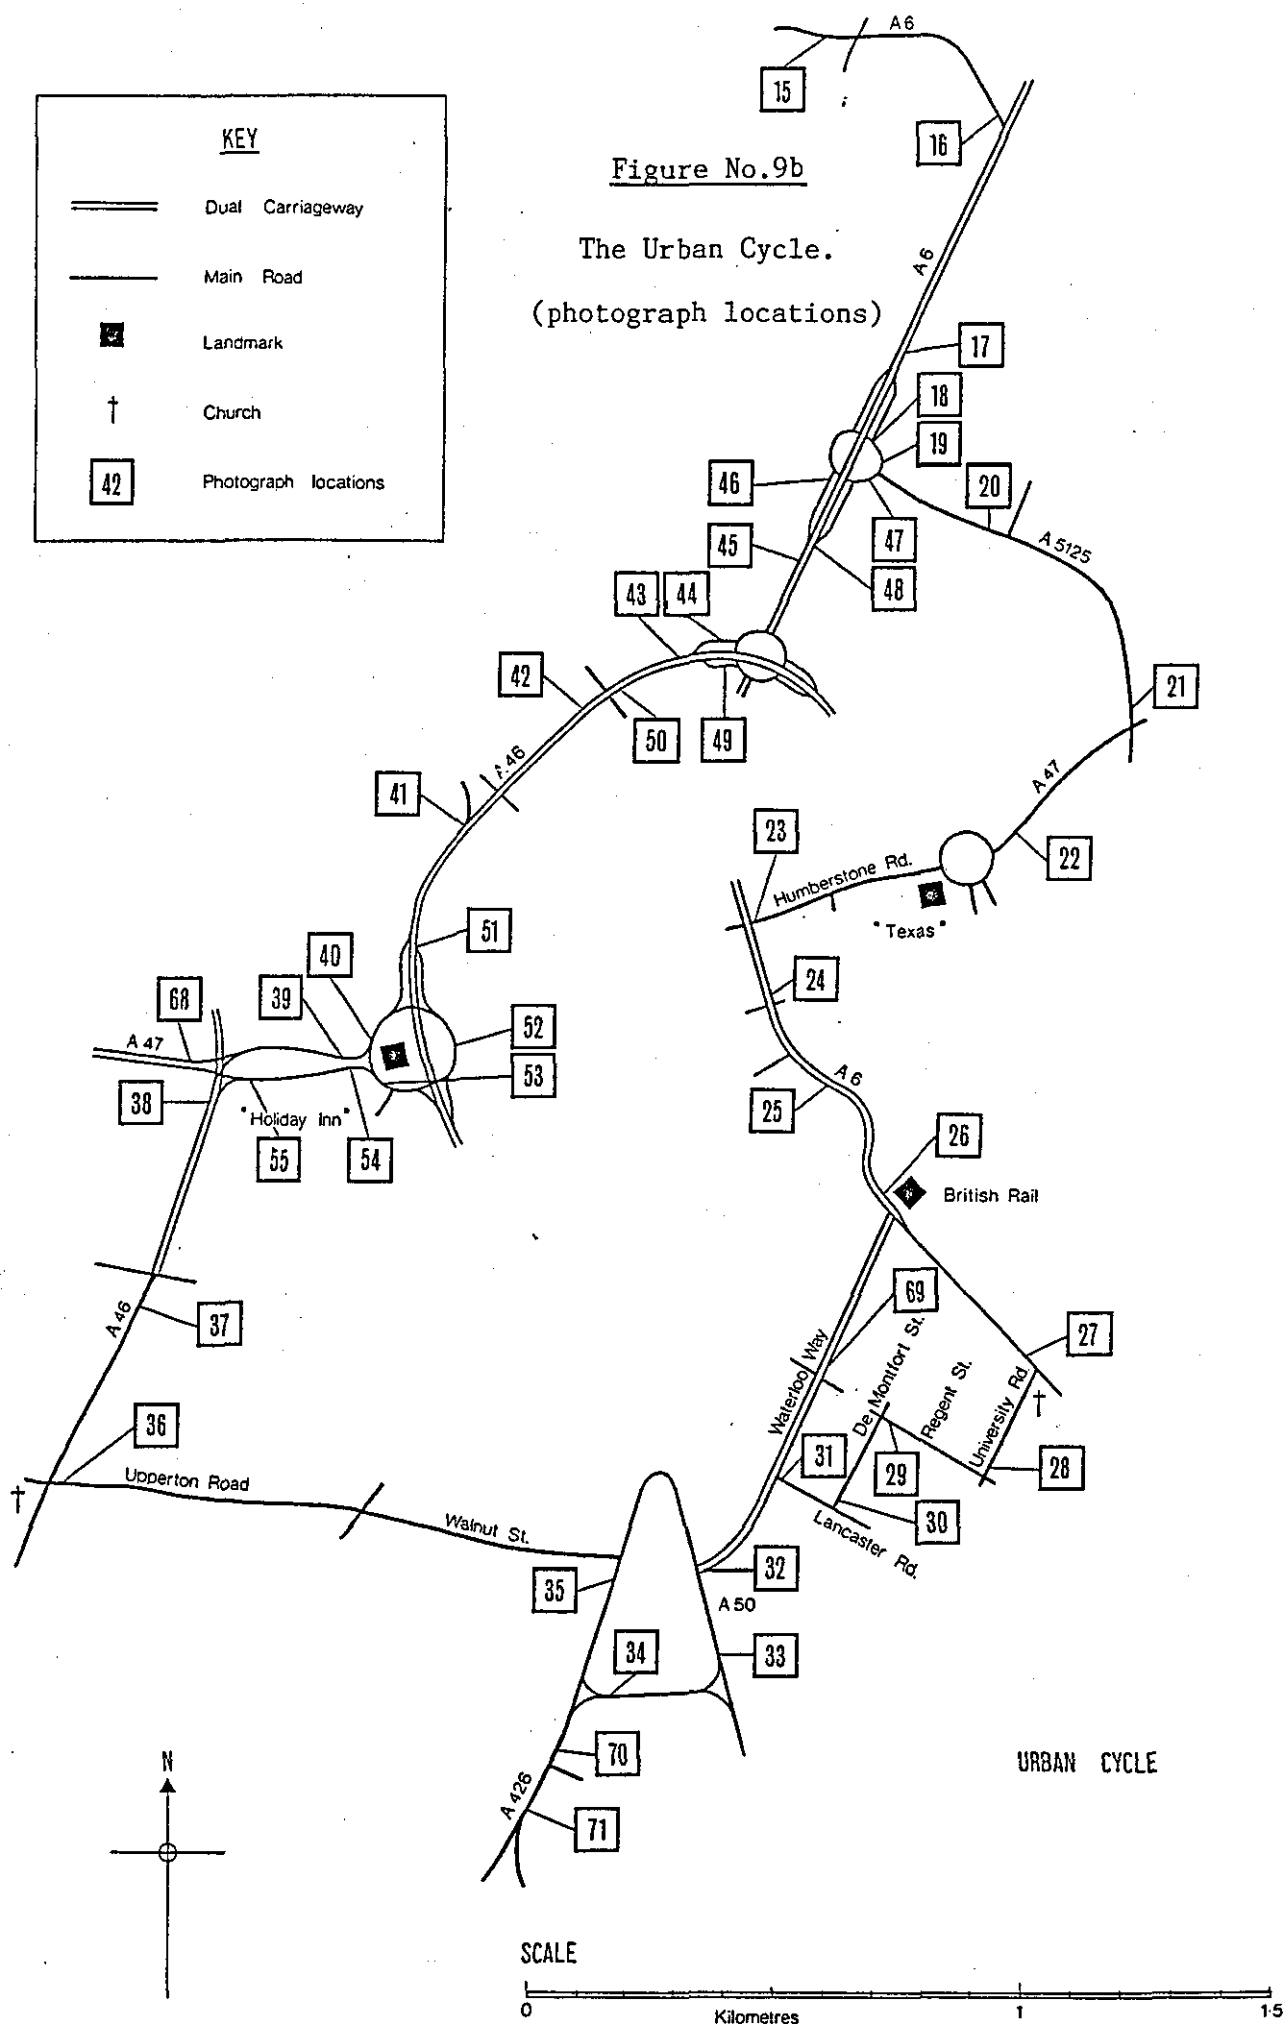 A6
15
16
KEY
Dual Carriageway
Main Road
Landmark
Church
42
Photograph locations
Figure No.9b
The Urban Cycle.
(photograph locations)
A6
17
18
19
46
20
45
47
A 5125
48
43
44
42
21
50
49
A 46
41
A 47
23
22
Humberstone Rd.
"Texas"
51
40
24
68
39
52
A 47
53
A6
38
"Holiday Inn"
25
55
54
26
British Rail
69
37
A 46
27
Waterloo Way
De Montfort St.
Regent St.
University Rd.
36
31
29
28
Upperton Road
30
Lancaster Rd.
Walnut St.
35
32
A 50
34
33
N
70
URBAN CYCLE
A 426
71
SCALE
0
1
1·5
Kilometres